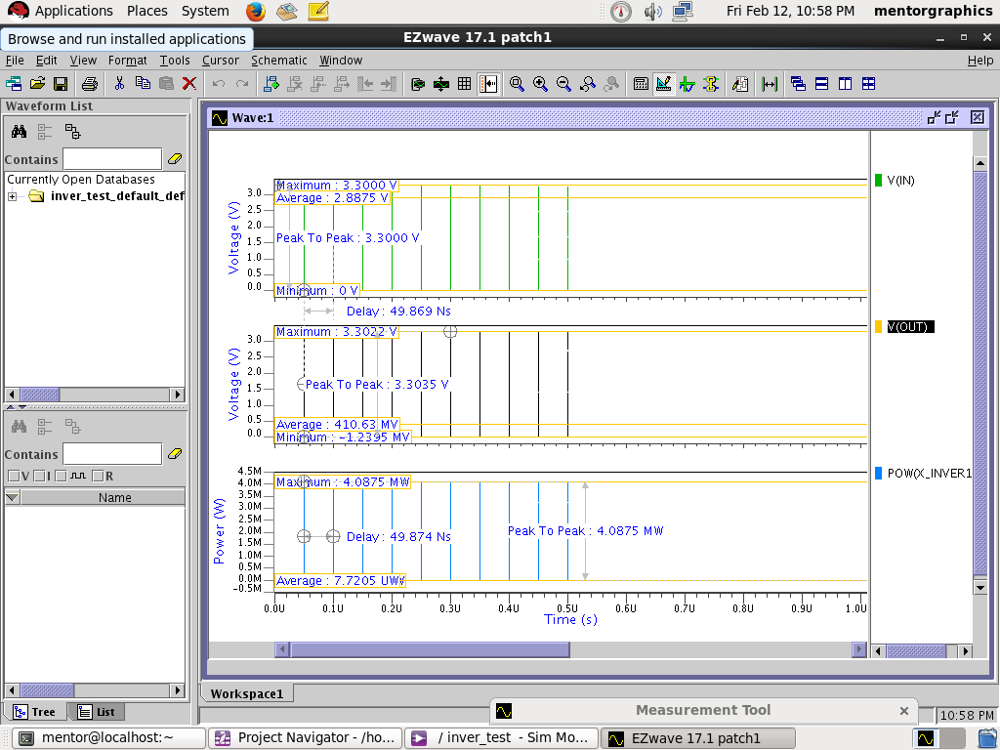 Applications Places System Fri Feb 12, 10:58 PM mentorgraphics
Browse and run installed applications
EZwave 17.1 patch1
File Edit View Format Tools Cursor Schematic Window Help
Waveform List
Contains
Currently Open Databases
inver_test_default_def
Contains
V I R
Name
Tree List
Wave:1
Maximum : 3.3000 V
Average : 2.8875 V
Peak To Peak : 3.3000 V
Minimum : 0 V
Voltage (V)
3.0
2.5
2.0
1.5
1.0
0.5
0.0
V(IN)
Delay : 49.869 Ns
Maximum : 3.3022 V
Peak To Peak : 3.3035 V
Average : 410.63 MV
Minimum : -1.2395 MV
Voltage (V)
3.0
2.5
2.0
1.5
1.0
0.5
0.0
V(OUT)
Maximum : 4.0875 MW
Delay : 49.874 Ns
Peak To Peak : 4.0875 MW
Average : 7.7205 UW
Power (W)
4.5M
4.0M
3.5M
3.0M
2.5M
2.0M
1.5M
1.0M
0.5M
0.0M
-0.5M
POW(X_INVER1
0.0U 0.1U 0.2U 0.3U 0.4U 0.5U 0.6U 0.7U 0.8U 0.9U 1.0U
Time (s)
Workspace1
Measurement Tool
10:58 PM
mentor@localhost:~ Project Navigator - /ho... / inver_test - Sim Mo... EZwave 17.1 patch1